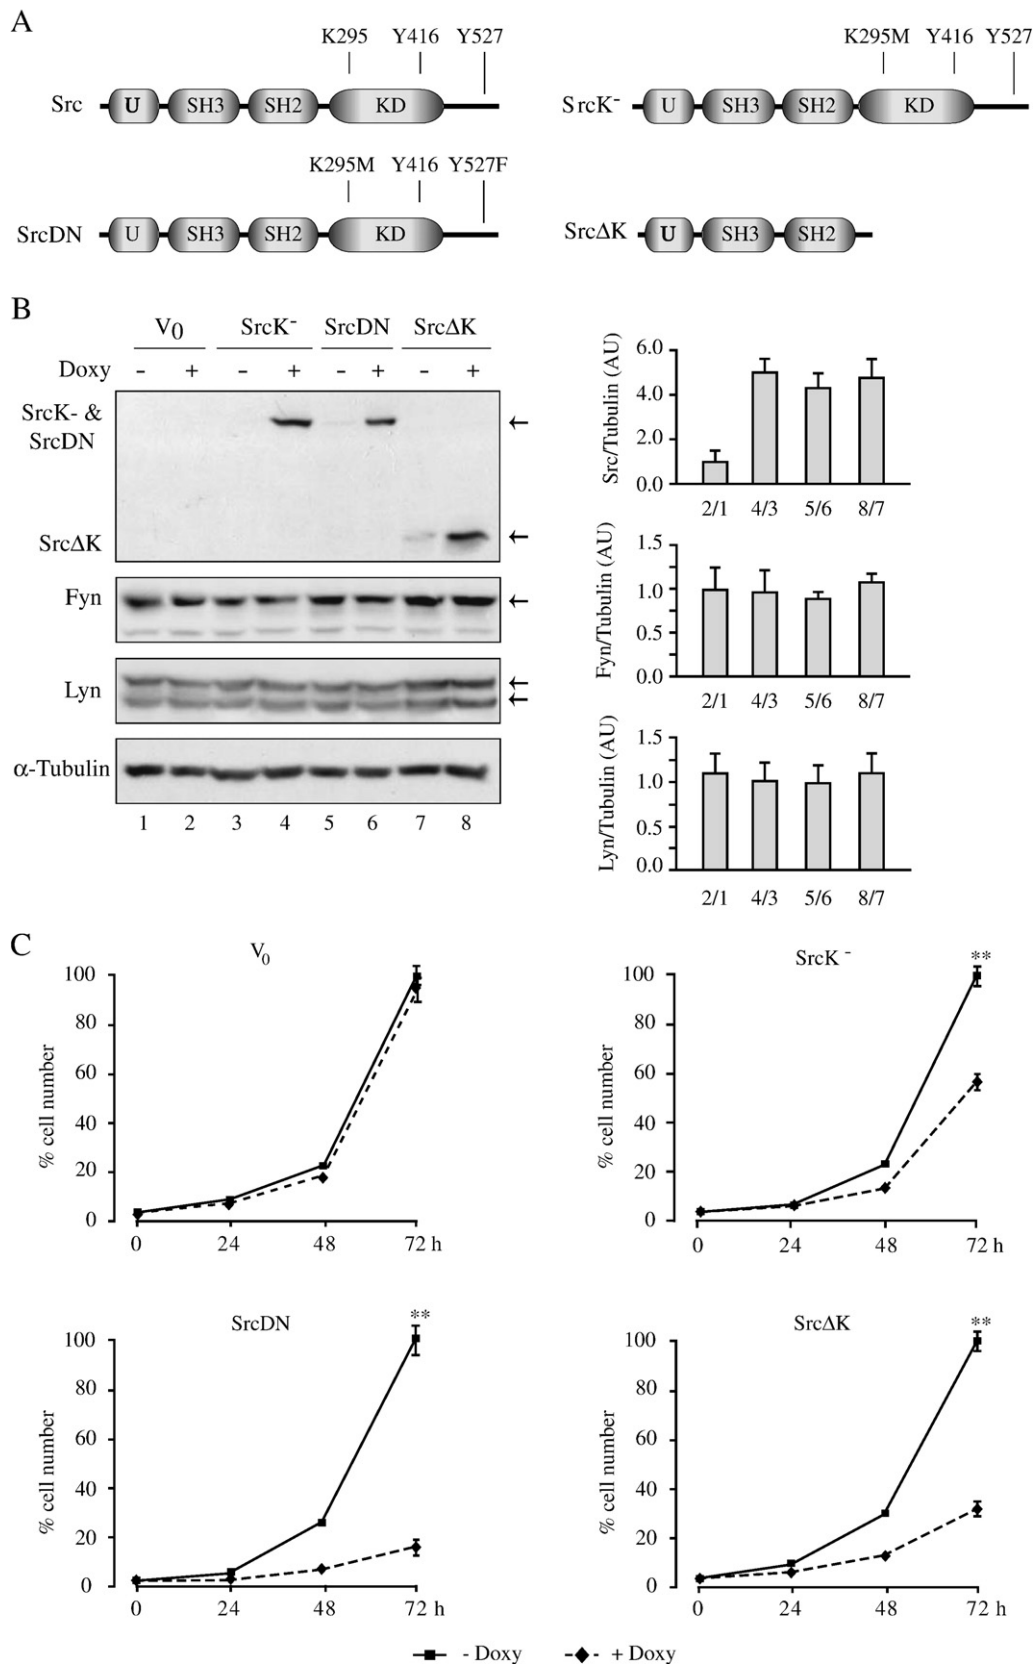 A
K295 Y416 Y527
Src U SH3 SH2 KD
K295M Y416 Y527
SrcK- U SH3 SH2 KD
K295M Y416 Y527F
SrcDN U SH3 SH2 KD
SrcΔK U SH3 SH2
B
V0 SrcK- SrcDN SrcΔK
Doxy - + - + - + - +
SrcK- &
SrcDN
SrcΔK
Fyn
Lyn
α-Tubulin
1 2 3 4 5 6 7 8
Src/Tubulin (AU)
6.0
4.0
2.0
0.0
2/1 4/3 5/6 8/7
Fyn/Tubulin (AU)
1.5
1.0
0.5
0.0
2/1 4/3 5/6 8/7
Lyn/Tubulin (AU)
1.5
1.0
0.5
0.0
2/1 4/3 5/6 8/7
C
V0
% cell number
100
80
60
40
20
0
0 24 48 72 h
SrcK -
**
% cell number
100
80
60
40
20
0
0 24 48 72 h
SrcDN
**
% cell number
100
80
60
40
20
0
0 24 48 72 h
SrcΔK
**
% cell number
100
80
60
40
20
0
0 24 48 72 h
- Doxy + Doxy